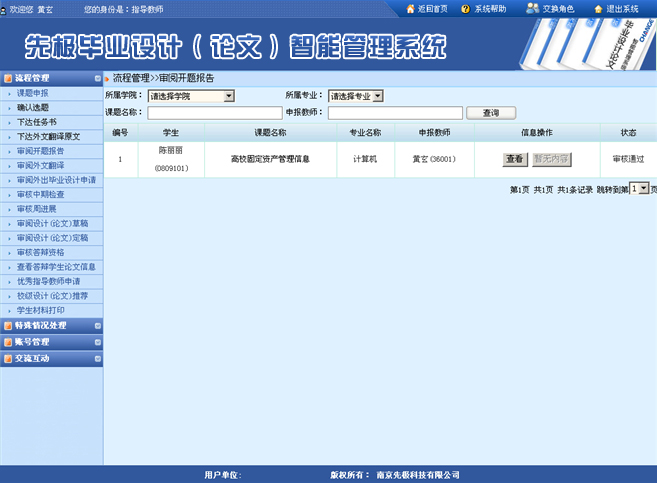 欢迎您 黄玄 您的身份是:指导教师 返回首页 系统帮助 交换角色 退出系统
先极毕业设计（论文）智能管理系统
毕业设计论文
CHANGE
流程管理
课题申报
确认选题
下达任务书
下达外文翻译原文
审阅开题报告
审阅外文翻译
审阅外出毕业设计申请
审核中期检查
审核周进展
审阅设计(论文)草稿
审阅设计(论文)定稿
审核答辩资格
查看答辩学生论文信息
优秀指导教师申请
校级设计(论文)推荐
学生材料打印
特殊情况处理
账号管理
交流互动
流程管理>>审阅开题报告
所属学院： 请选择学院 所属专业： 请选择专业
课题名称： 申报教师： 查询
编号 学生 课题名称 专业名称 申报教师 信息操作 状态
1 陈丽丽 (0809101) 高校固定资产管理信息 计算机 黄玄(36001) 查看 暂无内容 审核通过
第1页 共1页 共1条记录 跳转到第 1 页
用户单位: 版权所有： 南京先极科技有限公司